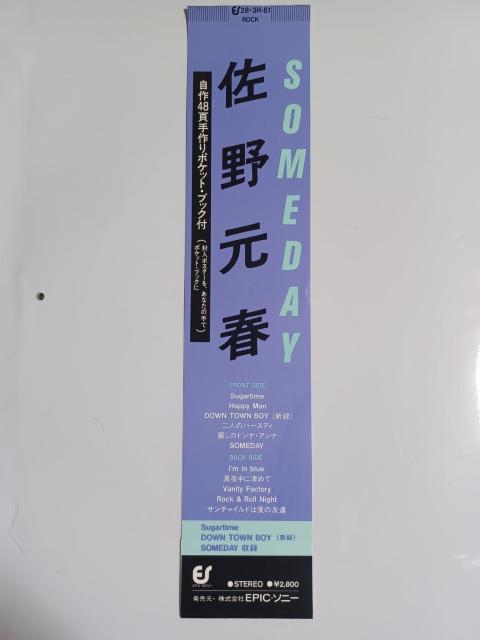 ES 28・3H-61
ROCK
SOMEDAY
佐野元春
自作48頁手作りポケット・ブック付
(封入ポスターを、あなたの手で
ポケット・ブックに)
FRONT SIDE
Sugartime
Happy Man
DOWN TOWN BOY (新録)
二人のバースディ
麗しのドンナ・アンナ
SOMEDAY
BACK SIDE
I'm in blue
真夜中に清めて
Vanity Factory
Rock & Roll Night
サンチャイルドは僕の友達
Sugartime
DOWN TOWN BOY (新録)
SOMEDAY 収録
ES
EPIC・SONY
●STEREO ●¥2,800
発売元・株式会社EPIC・ソニー